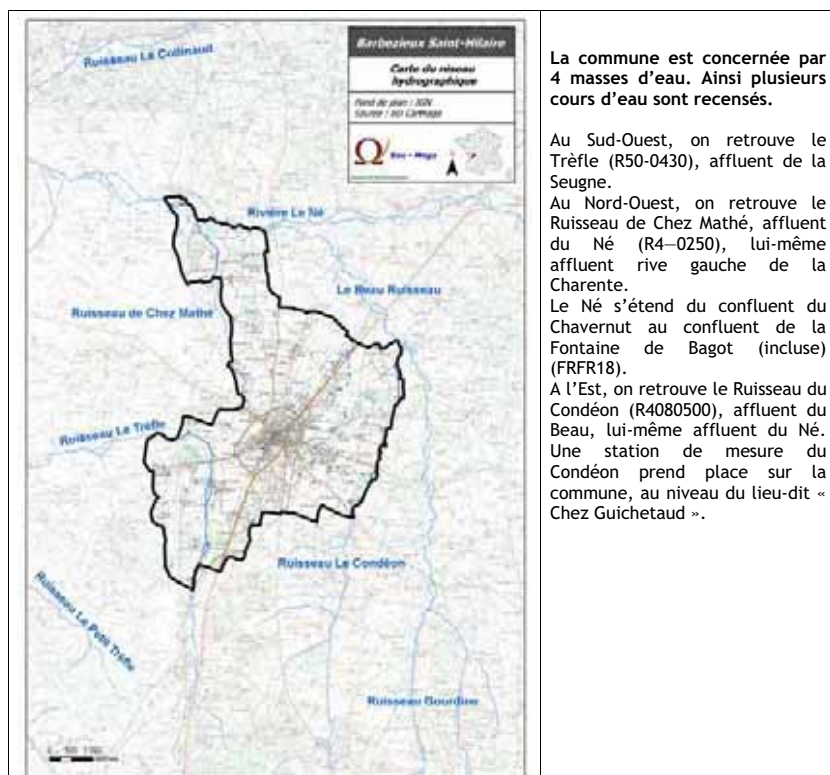 Barbezieux Saint-Hilaire
Carte du réseau
hydrographique
Fond de plan : IGN
Ruisseau Le Collinaud
Rivière Le Né
Le Beau Ruisseau
Ruisseau de Chez Mathé
Ruisseau Le Trèfle
Ruisseau Le Condéon
Ruisseau Le Petit Trèfle
Ruisseau Gourdine
La commune est concernée par
4 masses d’eau. Ainsi plusieurs
cours d’eau sont recensés.
Au Sud-Ouest, on retrouve le
Trèfle (R50-0430), affluent de la
Seugne.
Au Nord-Ouest, on retrouve le
Ruisseau de Chez Mathé, affluent
du Né (R4—0250), lui-même
affluent rive gauche de la
Charente.
Le Né s’étend du confluent du
Chavernut au confluent de la
Fontaine de Bagot (incluse)
(FRFR18).
A l’Est, on retrouve le Ruisseau du
Condéon (R4080500), affluent du
Beau, lui-même affluent du Né.
Une station de mesure du
Condéon prend place sur la
commune, au niveau du lieu-dit «
Chez Guichetaud ».